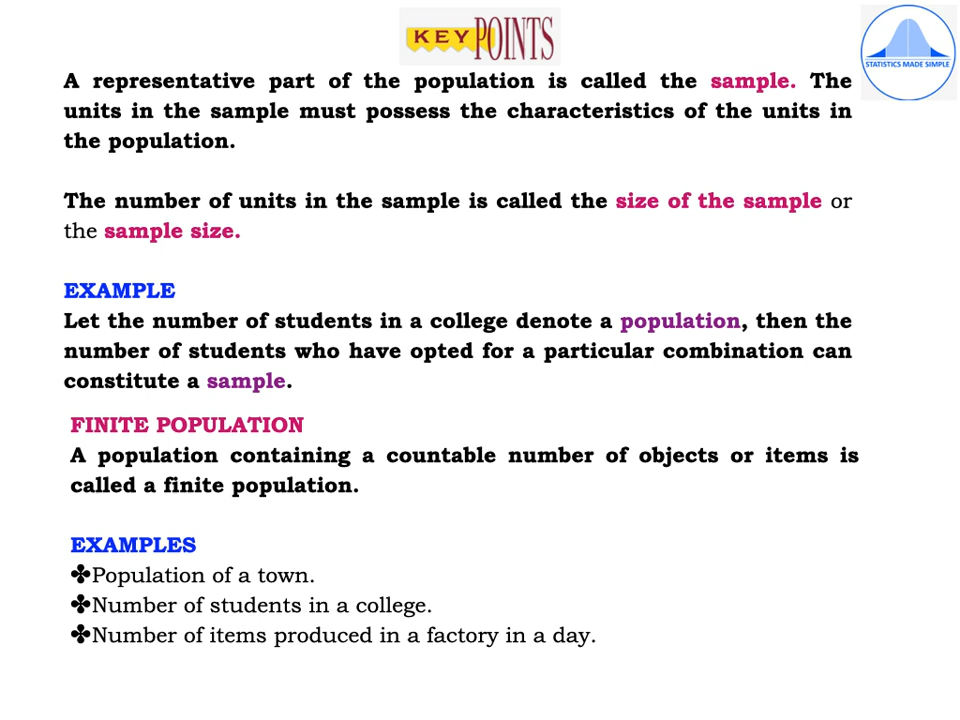 KEY POINTS
STATISTICS MADE SIMPLE
A representative part of the population is called the sample. The
units in the sample must possess the characteristics of the units in
the population.
The number of units in the sample is called the size of the sample or
the sample size.
EXAMPLE
Let the number of students in a college denote a population, then the
number of students who have opted for a particular combination can
constitute a sample.
FINITE POPULATION
A population containing a countable number of objects or items is
called a finite population.
EXAMPLES
✤Population of a town.
✤Number of students in a college.
✤Number of items produced in a factory in a day.